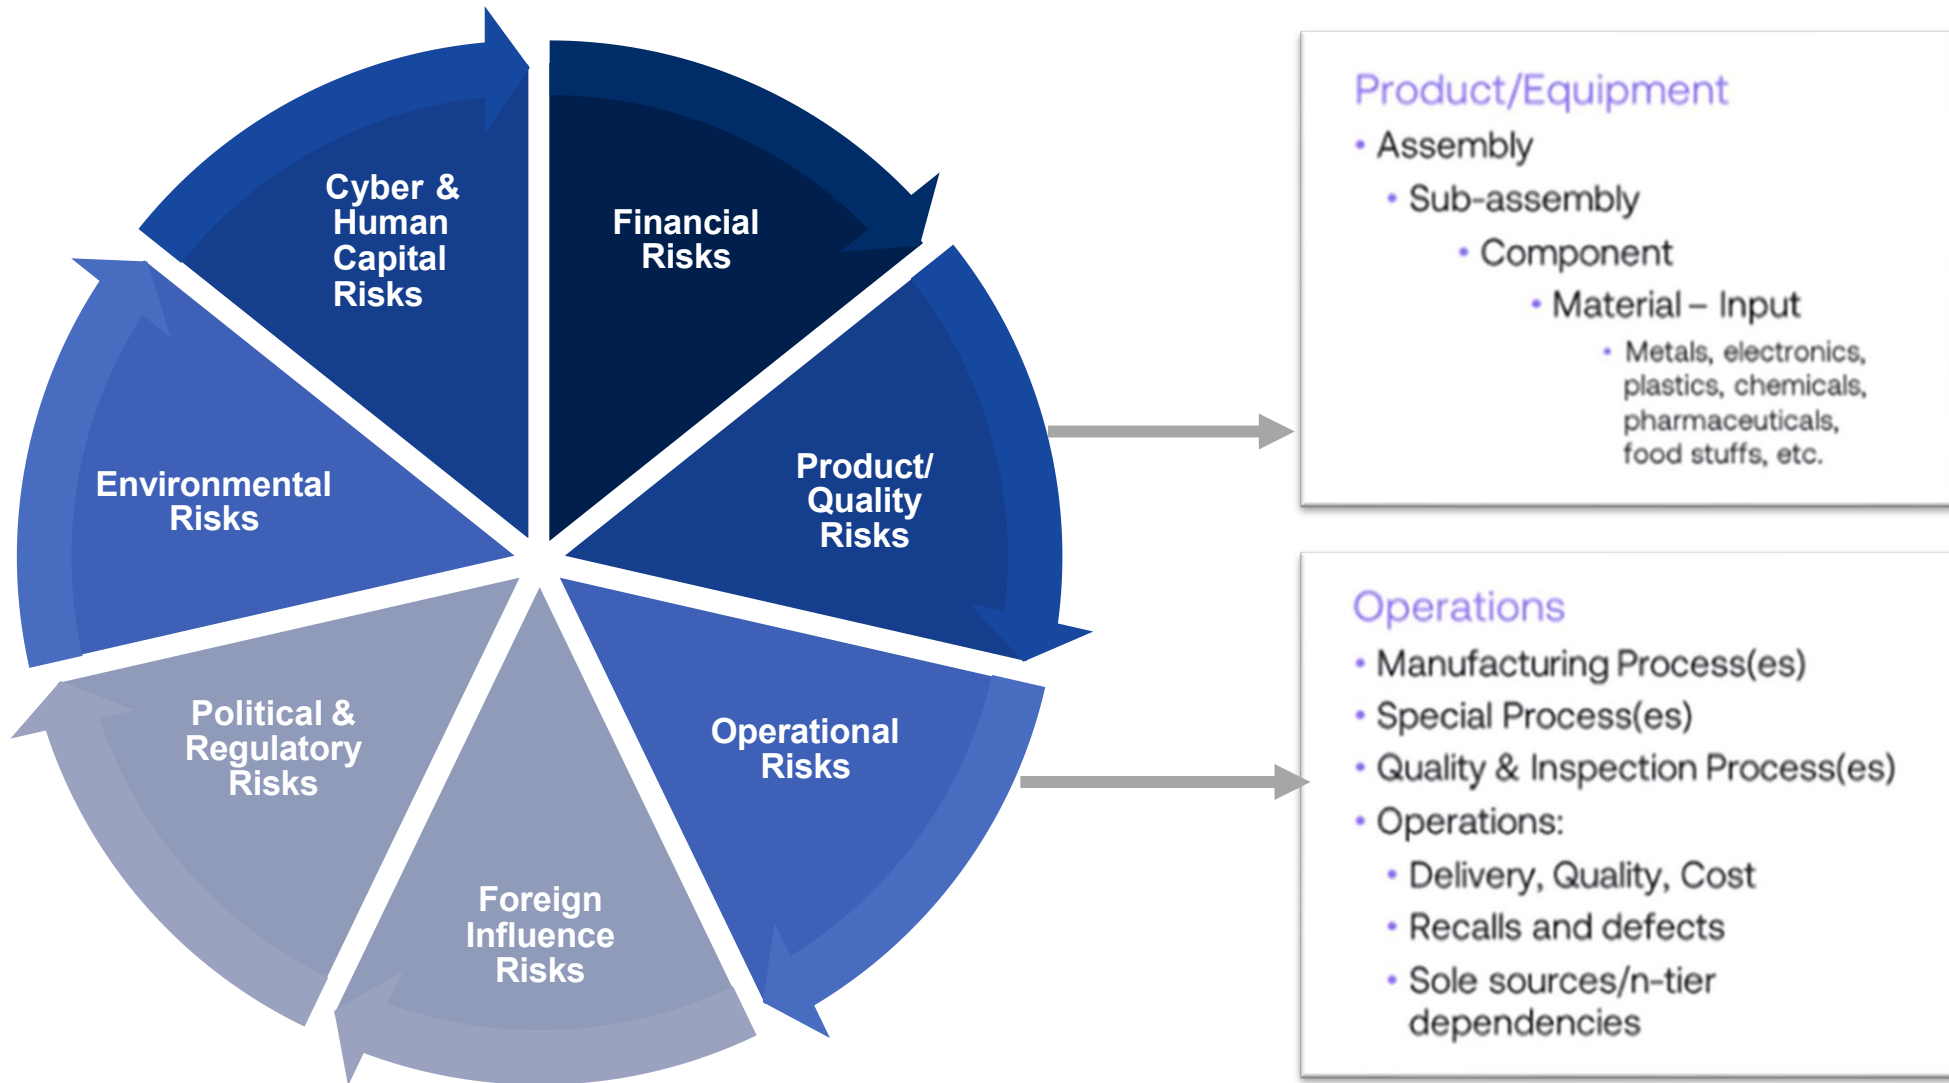 Cyber &
Human
Capital
Risks
Financial
Risks
Product/
Quality
Risks
Operational
Risks
Foreign
Influence
Risks
Political &
Regulatory
Risks
Environmental
Risks
Product/Equipment
• Assembly
• Sub-assembly
• Component
• Material – Input
• Metals, electronics,
plastics, chemicals,
pharmaceuticals,
food stuffs, etc.
Operations
• Manufacturing Process(es)
• Special Process(es)
• Quality & Inspection Process(es)
• Operations:
• Delivery, Quality, Cost
• Recalls and defects
• Sole sources/n-tier
dependencies